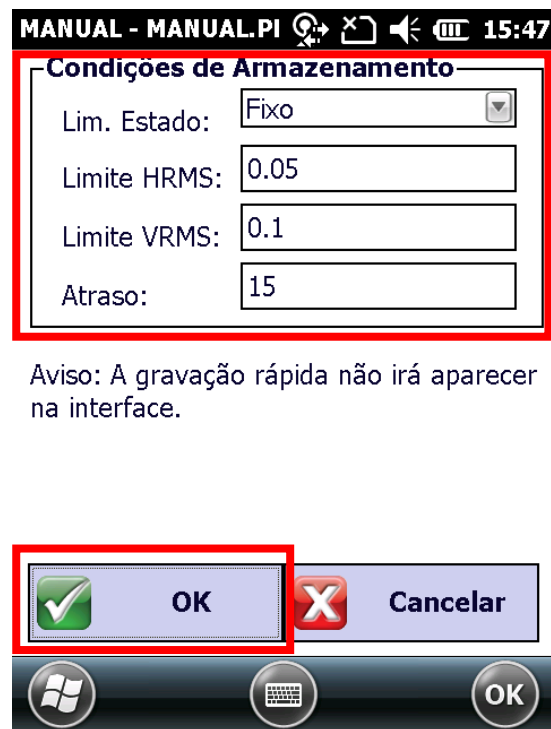 MANUAL - MANUAL.PI 15:47
Condições de Armazenamento
Lim. Estado: Fixo
Limite HRMS: 0.05
Limite VRMS: 0.1
Atraso: 15
Aviso: A gravação rápida não irá aparecer
na interface.
OK Cancelar
OK